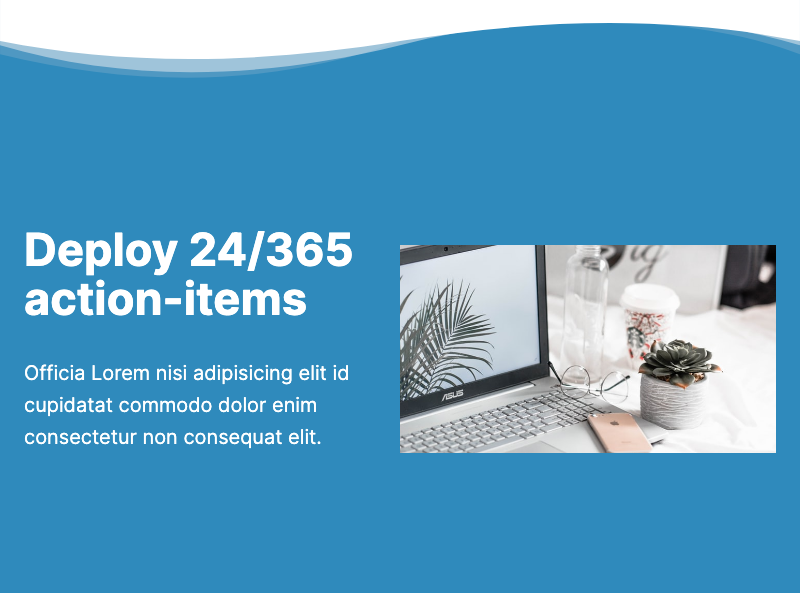 Deploy 24/365
action-items
Officia Lorem nisi adipisicing elit id
cupidatat commodo dolor enim
consectetur non consequat elit.
ASUS